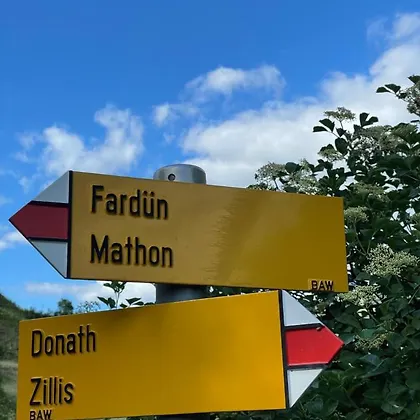 Fardün
Mathon
BAW
Donath
Zillis
BAW